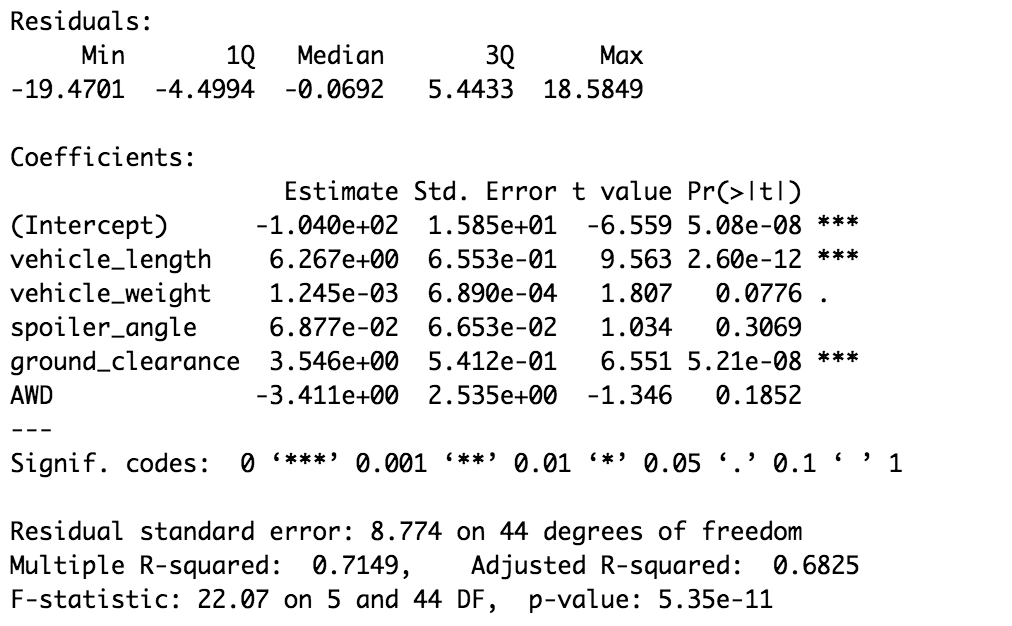 Residuals:
     Min       1Q   Median       3Q      Max
-19.4701  -4.4994  -0.0692   5.4433  18.5849

Coefficients:
                   Estimate Std. Error t value Pr(>|t|)
(Intercept)      -1.040e+02  1.585e+01  -6.559 5.08e-08 ***
vehicle_length    6.267e+00  6.553e-01   9.563 2.60e-12 ***
vehicle_weight    1.245e-03  6.890e-04   1.807   0.0776 .
spoiler_angle     6.877e-02  6.653e-02   1.034   0.3069
ground_clearance  3.546e+00  5.412e-01   6.551 5.21e-08 ***
AWD              -3.411e+00  2.535e+00  -1.346   0.1852
---
Signif. codes:  0 ‘***’ 0.001 ‘**’ 0.01 ‘*’ 0.05 ‘.’ 0.1 ‘ ’ 1

Residual standard error: 8.774 on 44 degrees of freedom
Multiple R-squared:  0.7149,    Adjusted R-squared:  0.6825
F-statistic: 22.07 on 5 and 44 DF,  p-value: 5.35e-11